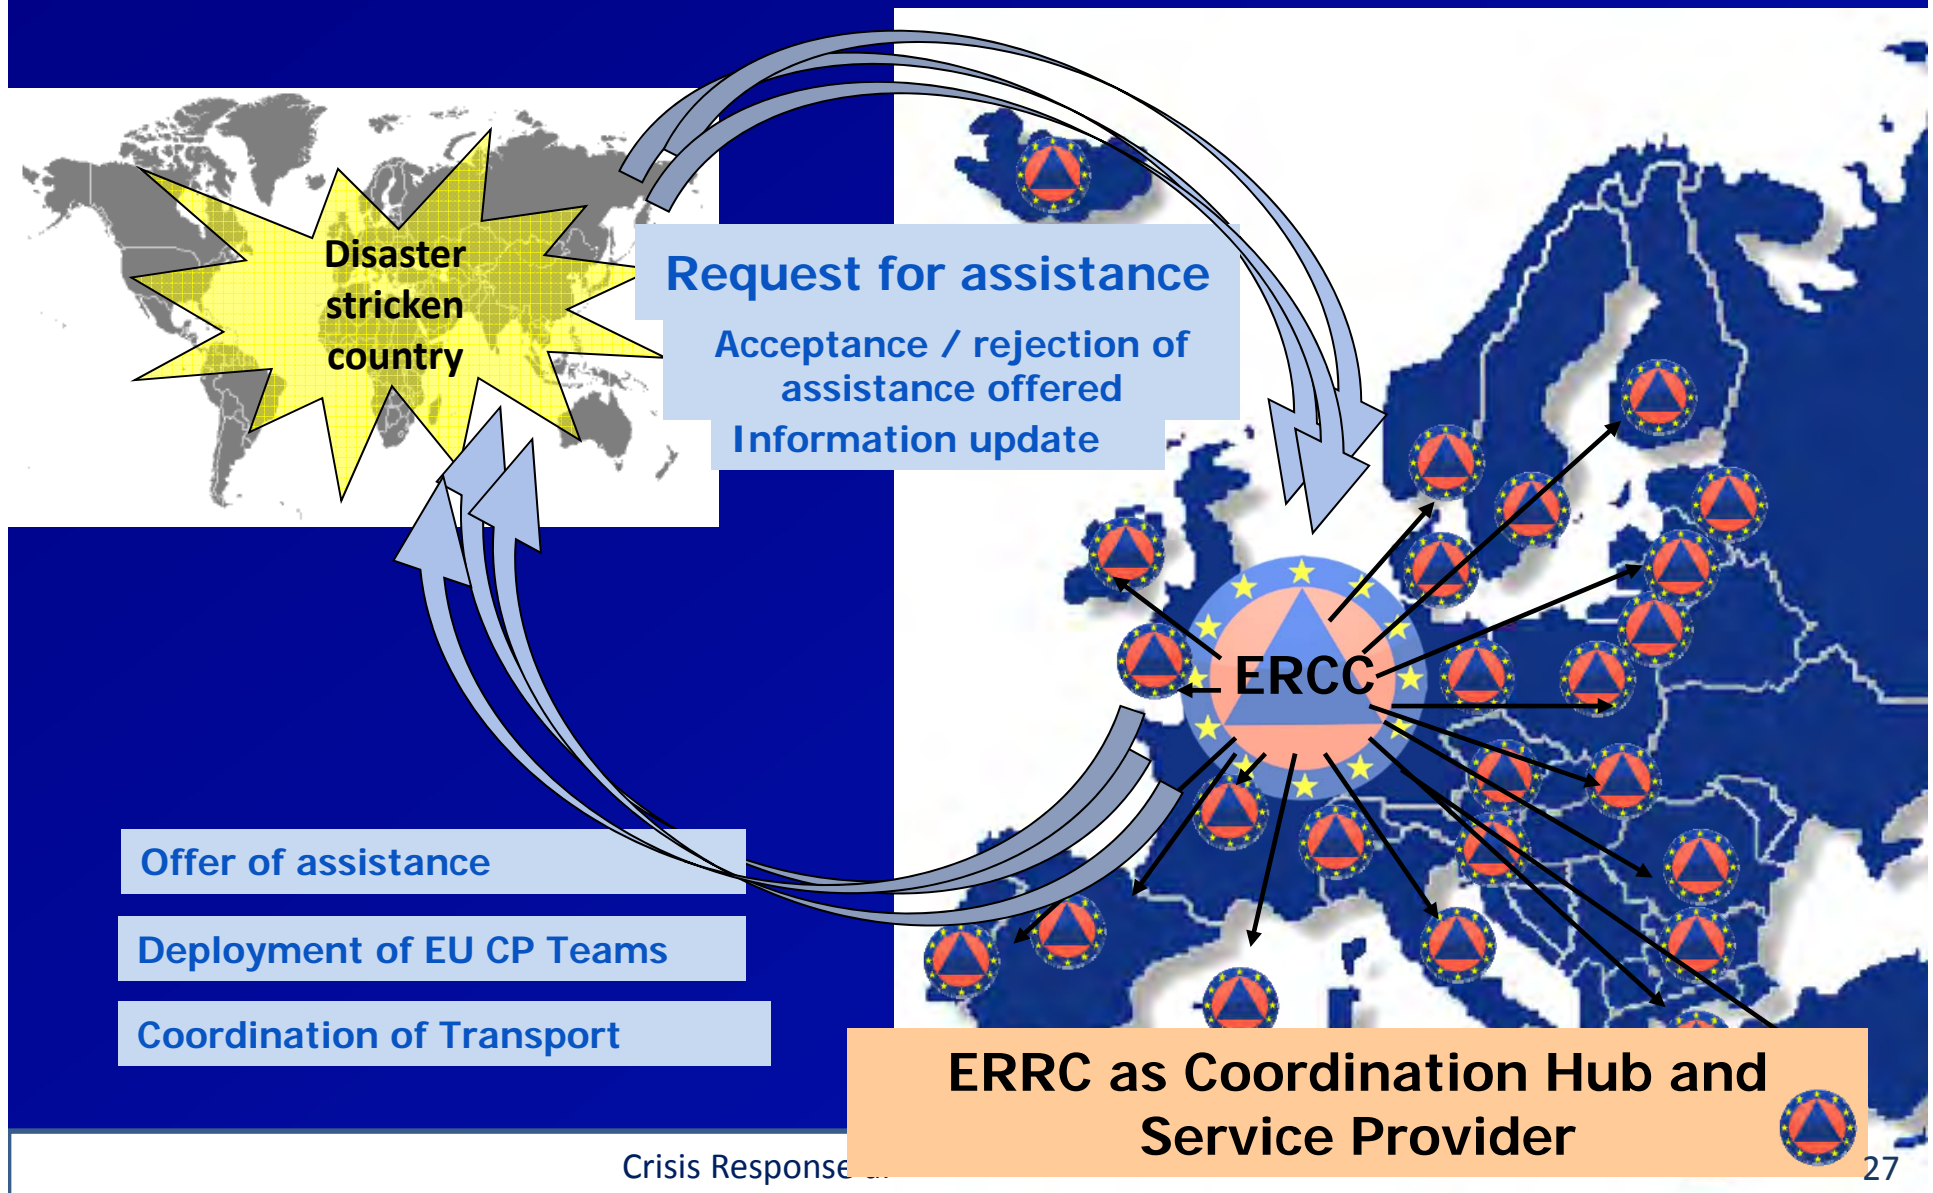 Disaster
stricken
country
Request for assistance
Acceptance / rejection of
assistance offered
Information update
ERCC
Offer of assistance
Deployment of EU CP Teams
Coordination of Transport
ERRC as Coordination Hub and
Service Provider
Crisis Response
27